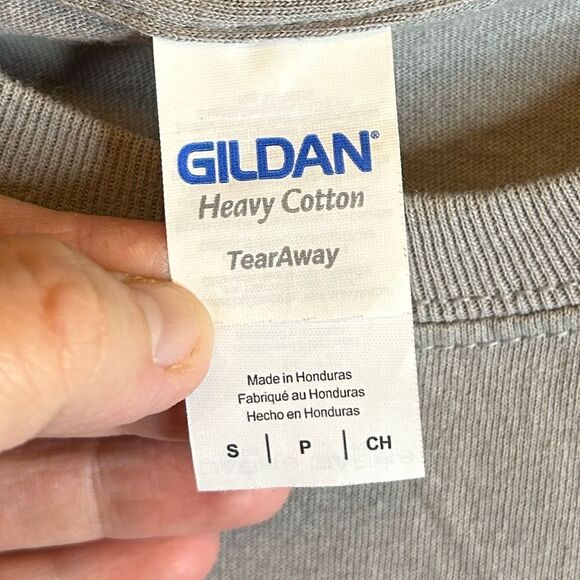 GILDAN®
Heavy Cotton
TearAway
Made in Honduras
Fabriqué au Honduras
Hecho en Honduras
S | P | CH